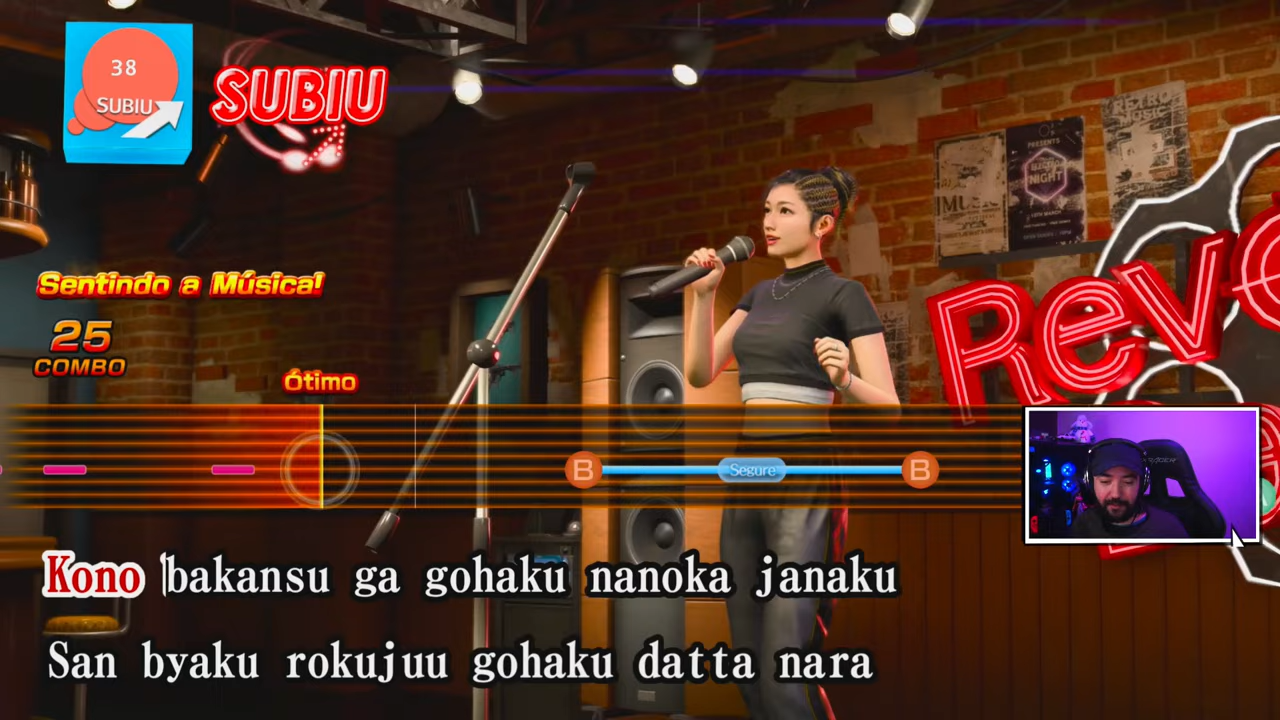 38
SUBIU
SUBIU
RETRO
MUSIC
PRESENTS
NIGHT
Sentindo a Música!
25
COMBO
Ótimo
Rev
B
Segure
B
Kono bakansu ga gohaku nanoka janaku
San byaku rokujuu gohaku datta nara